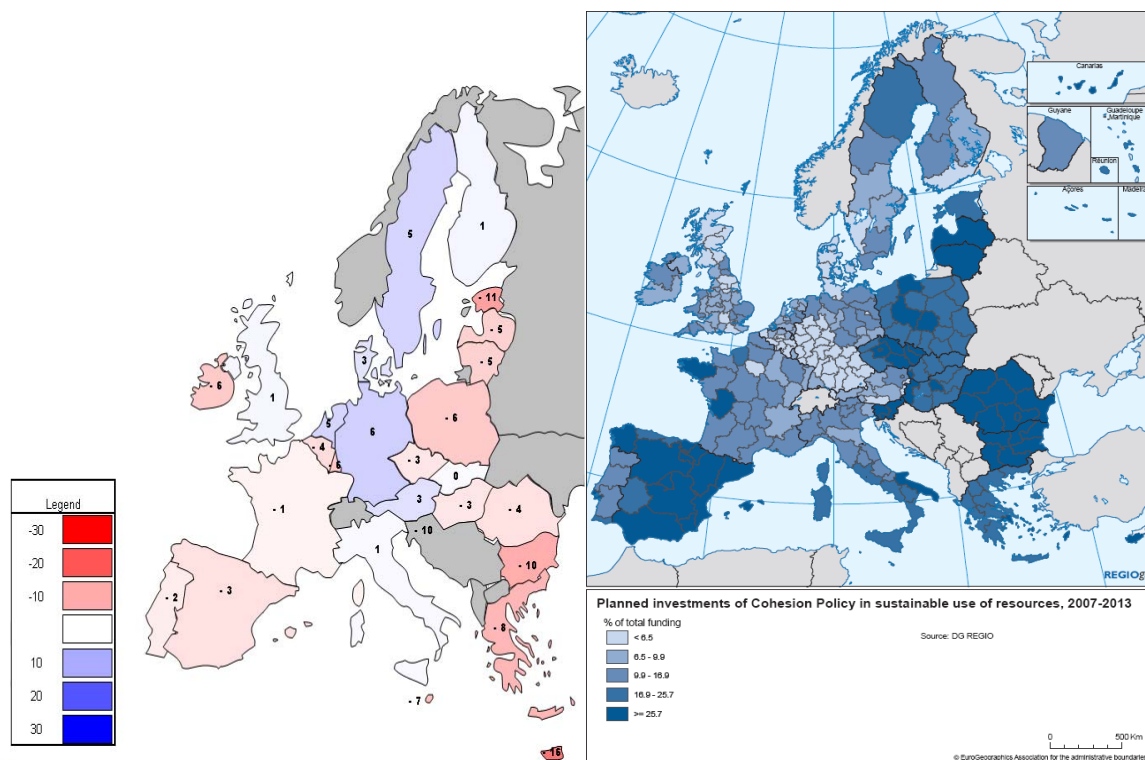 5
1
- 11
- 5
- 5
3
- 6
1
5
6
- 6
- 4
- 6
- 3
0
3
- 3
- 4
- 1
- 10
1
- 10
- 2
- 3
- 8
- 7
- 16
Legend
-30
-20
-10
10
20
30
Canarias
Guyane
Guadeloupe
Martinique
Réunion
Açores
Madeira
REGIOg
Planned investments of Cohesion Policy in sustainable use of resources, 2007-2013
% of total funding
Source: DG REGIO
< 6.5
6.5 - 9.9
9.9 - 16.9
16.9 - 25.7
>= 25.7
0 500 Km
© EuroGeographics Association for the administrative boundaries